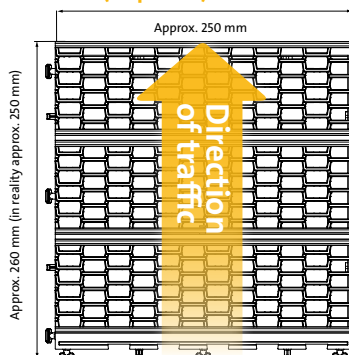 Approx. 250 mm
Approx. 260 mm (in reality approx. 250 mm)
Direction
of traffic